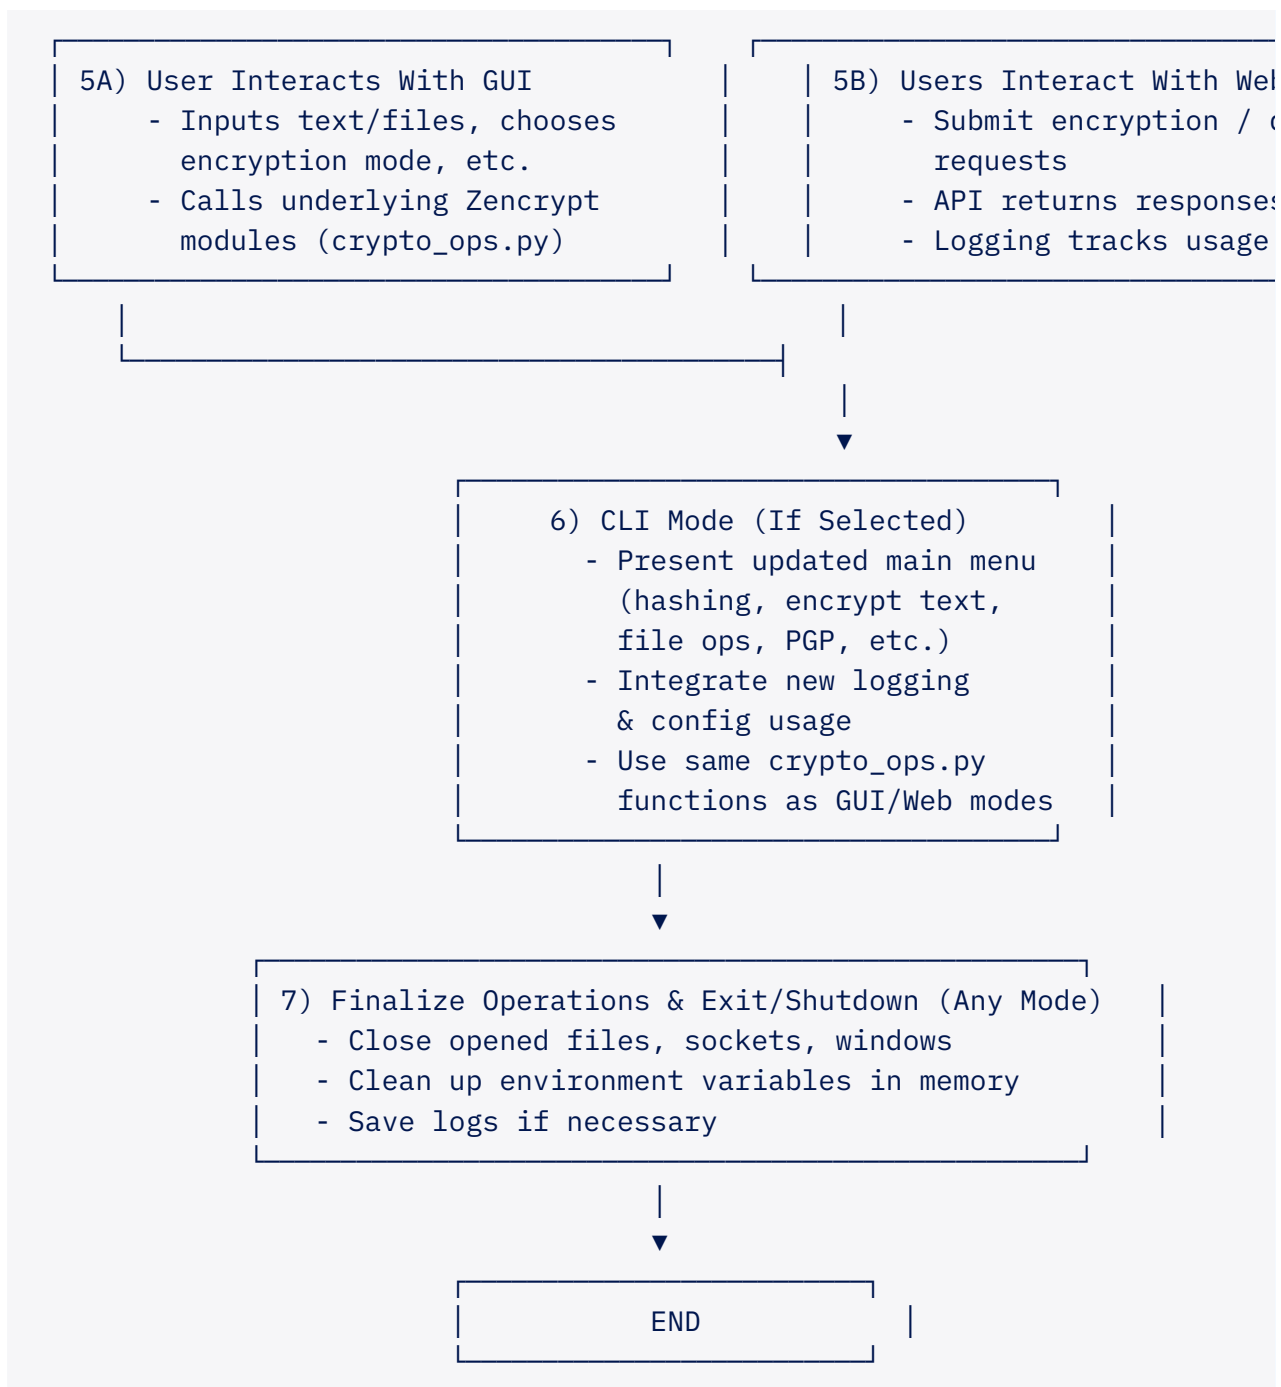 5A) User Interacts With GUI
- Inputs text/files, chooses
encryption mode, etc.
- Calls underlying Zencrypt
modules (crypto_ops.py)
5B) Users Interact With
- Submit encryption /
requests
- API returns responses
- Logging tracks usage
6) CLI Mode (If Selected)
- Present updated main menu
(hashing, encrypt text,
file ops, PGP, etc.)
- Integrate new logging
& config usage
- Use same crypto_ops.py
functions as GUI/Web modes
7) Finalize Operations & Exit/Shutdown (Any Mode)
- Close opened files, sockets, windows
- Clean up environment variables in memory
- Save logs if necessary
END